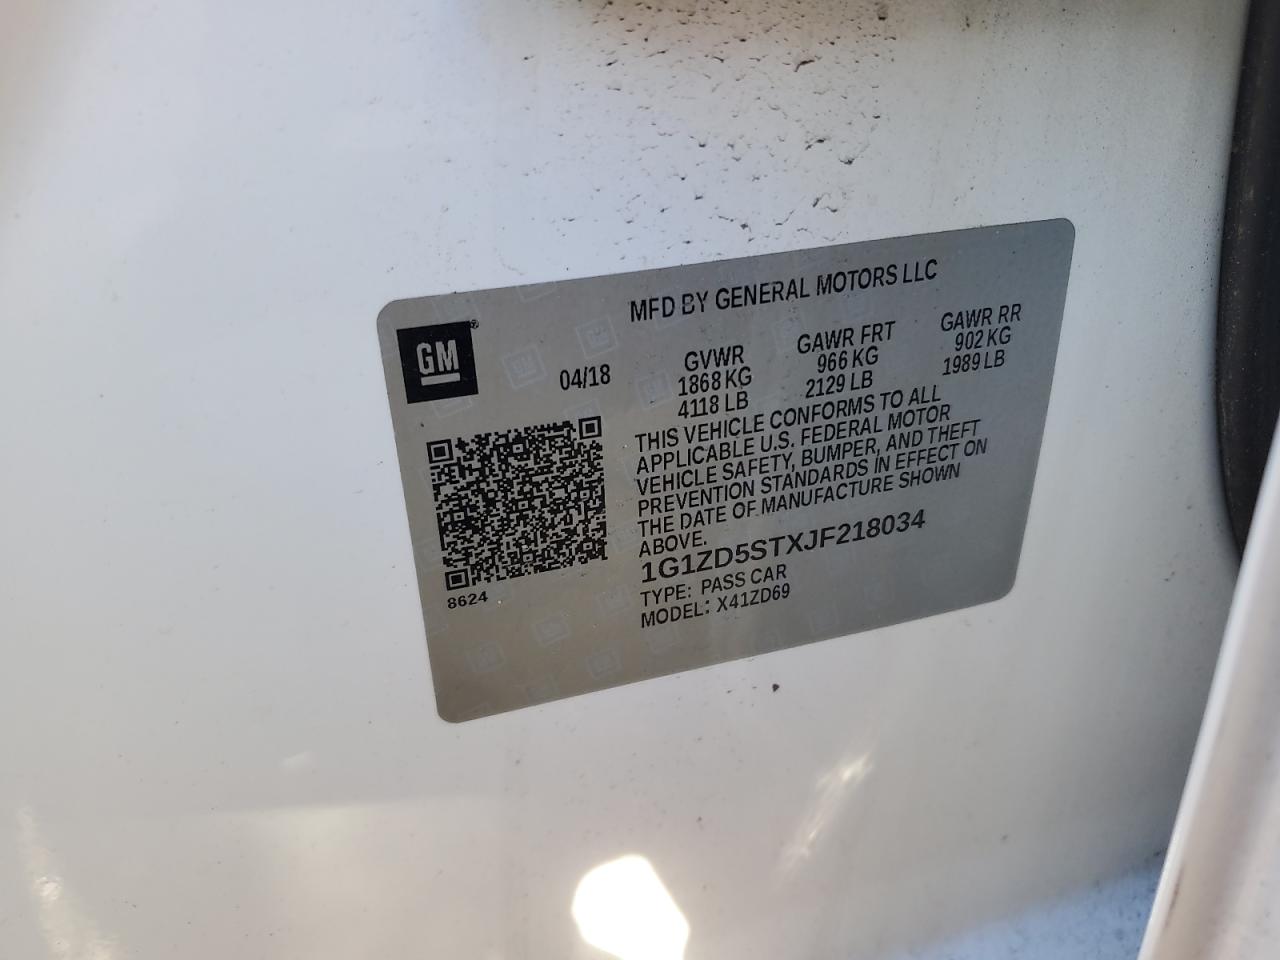 MFD BY GENERAL MOTORS LLC
GM®
04/18
GVWR GAWR FRT GAWR RR
1868 KG 966 KG 902 KG
4118 LB 2129 LB 1989 LB
THIS VEHICLE CONFORMS TO ALL
APPLICABLE U.S. FEDERAL MOTOR
VEHICLE SAFETY, BUMPER, AND THEFT
PREVENTION STANDARDS IN EFFECT ON
THE DATE OF MANUFACTURE SHOWN
ABOVE.
1G1ZD5STXJF218034
TYPE: PASS CAR
MODEL: X41ZD69
8624